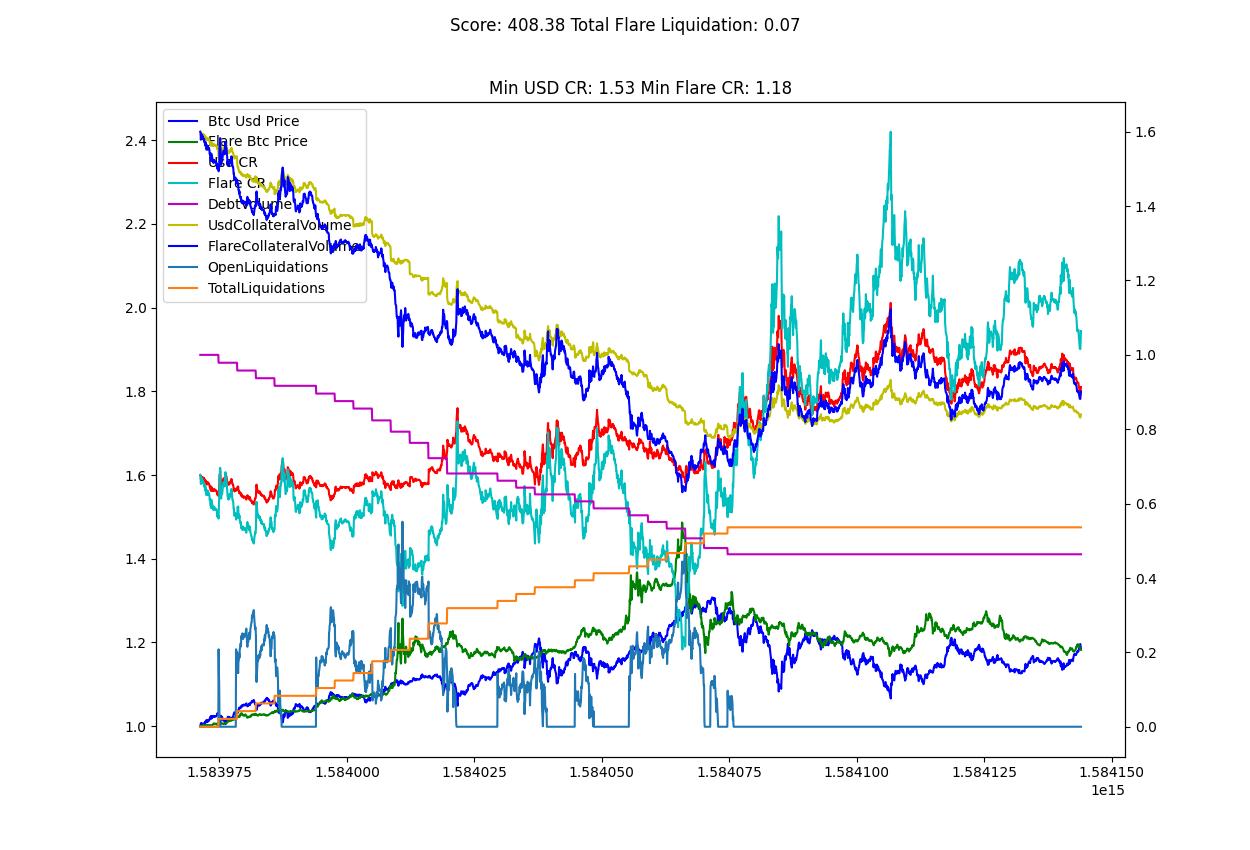 Score: 408.38 Total Flare Liquidation: 0.07
Min USD CR: 1.53 Min Flare CR: 1.18
Btc Usd Price
Flare Btc Price
Usd CR
Flare CR
DebtVolume
UsdCollateralVolume
FlareCollateralVolume
OpenLiquidations
TotalLiquidations
2.4
2.2
2.0
1.8
1.6
1.4
1.2
1.0
1.6
1.4
1.2
1.0
0.8
0.6
0.4
0.2
0.0
1.583975 1.584000 1.584025 1.584050 1.584075 1.584100 1.584125 1.584150
1e15